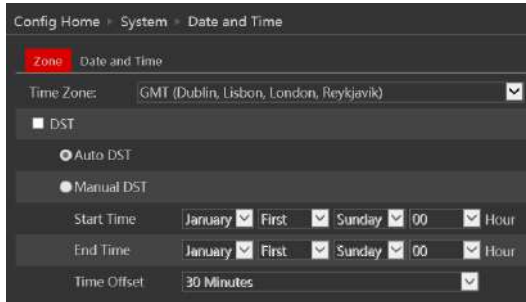 Config Home ▸ System ▸ Date and Time
Zone Date and Time
Time Zone: GMT (Dublin, Lisbon, London, Reykjavik)
DST
Auto DST
Manual DST
Start Time January First Sunday 00 Hour
End Time January First Sunday 00 Hour
Time Offset 30 Minutes